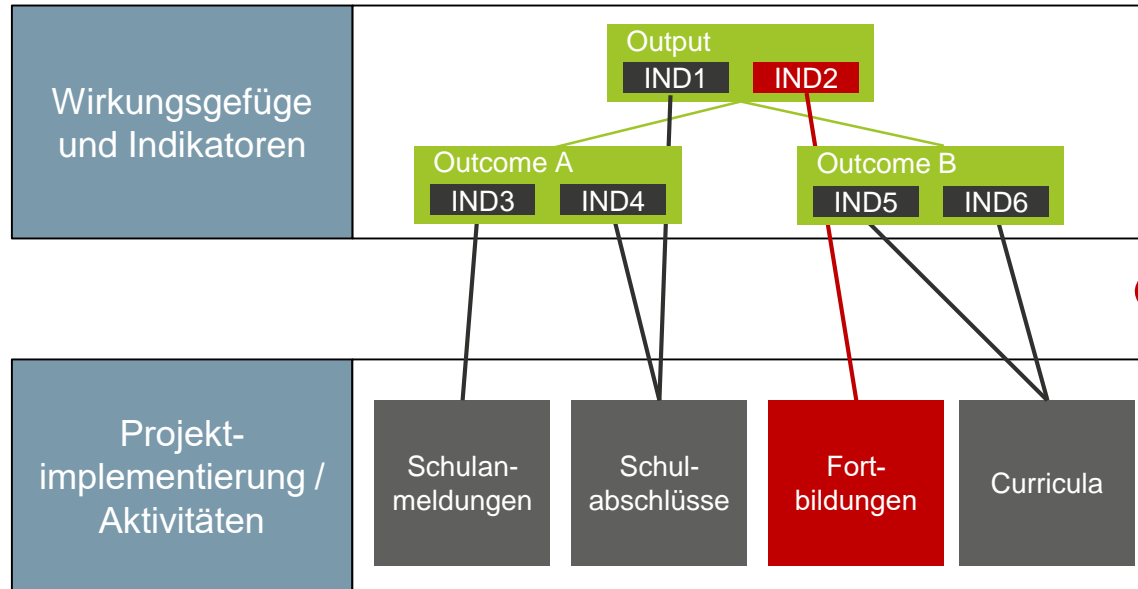 Wirkungsgefüge
und Indikatoren
Output
IND1
IND2
Outcome A
IND3
IND4
Outcome B
IND5
IND6
Projekt-
implementierung /
Aktivitäten
Schulan-
meldungen
Schul-
abschlüsse
Fort-
bildungen
Curricula